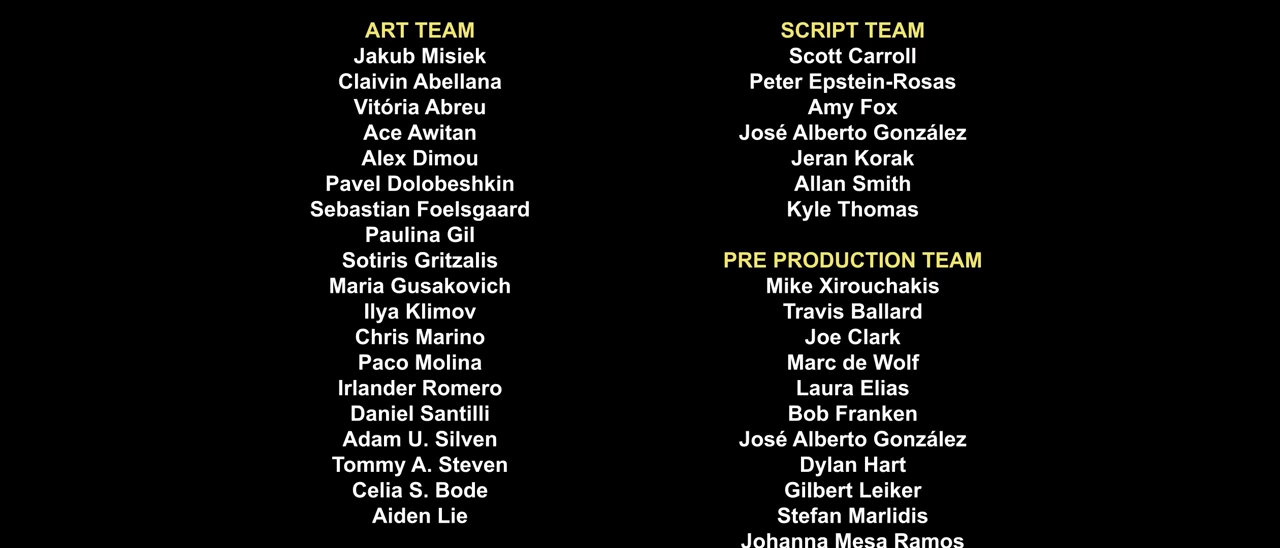 ART TEAM
Jakub Misiek
Claivin Abellana
Vitória Abreu
Ace Awitan
Alex Dimou
Pavel Dolobeshkin
Sebastian Foelsgaard
Paulina Gil
Sotiris Gritzalis
Maria Gusakovich
Ilya Klimov
Chris Marino
Paco Molina
Irlander Romero
Daniel Santilli
Adam U. Silven
Tommy A. Steven
Celia S. Bode
Aiden Lie
SCRIPT TEAM
Scott Carroll
Peter Epstein-Rosas
Amy Fox
José Alberto González
Jeran Korak
Allan Smith
Kyle Thomas
PRE PRODUCTION TEAM
Mike Xirouchakis
Travis Ballard
Joe Clark
Marc de Wolf
Laura Elias
Bob Franken
José Alberto González
Dylan Hart
Gilbert Leiker
Stefan Marlidis
Johanna Mesa Ramos